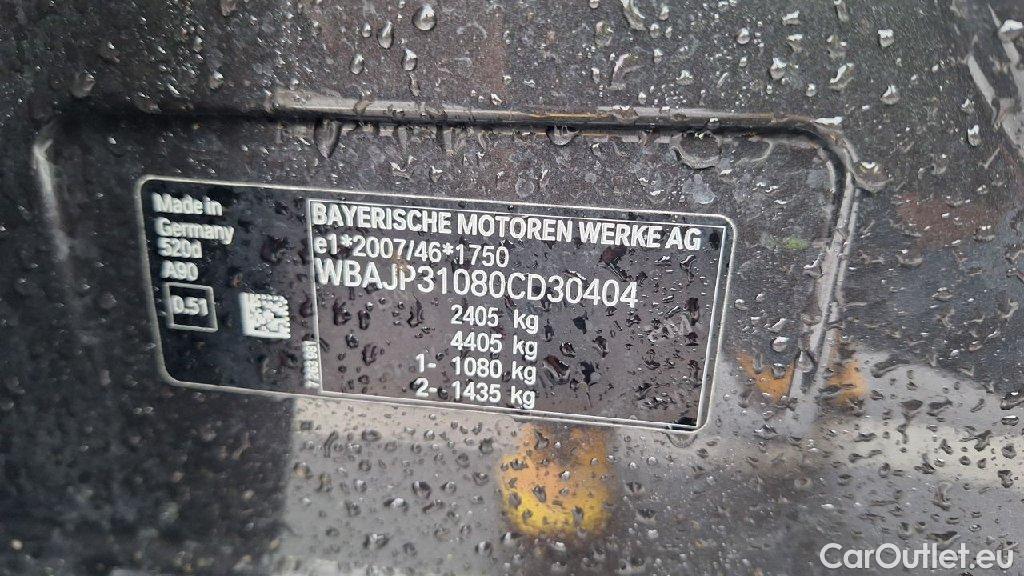 Made in
Germany
520d
A90
0.51
BAYERISCHE MOTOREN WERKE AG
e1*2007/46*1750
WBAJP31080CD30404
2405 kg
4405 kg
1- 1080 kg
2- 1435 kg
CarOutlet.eu